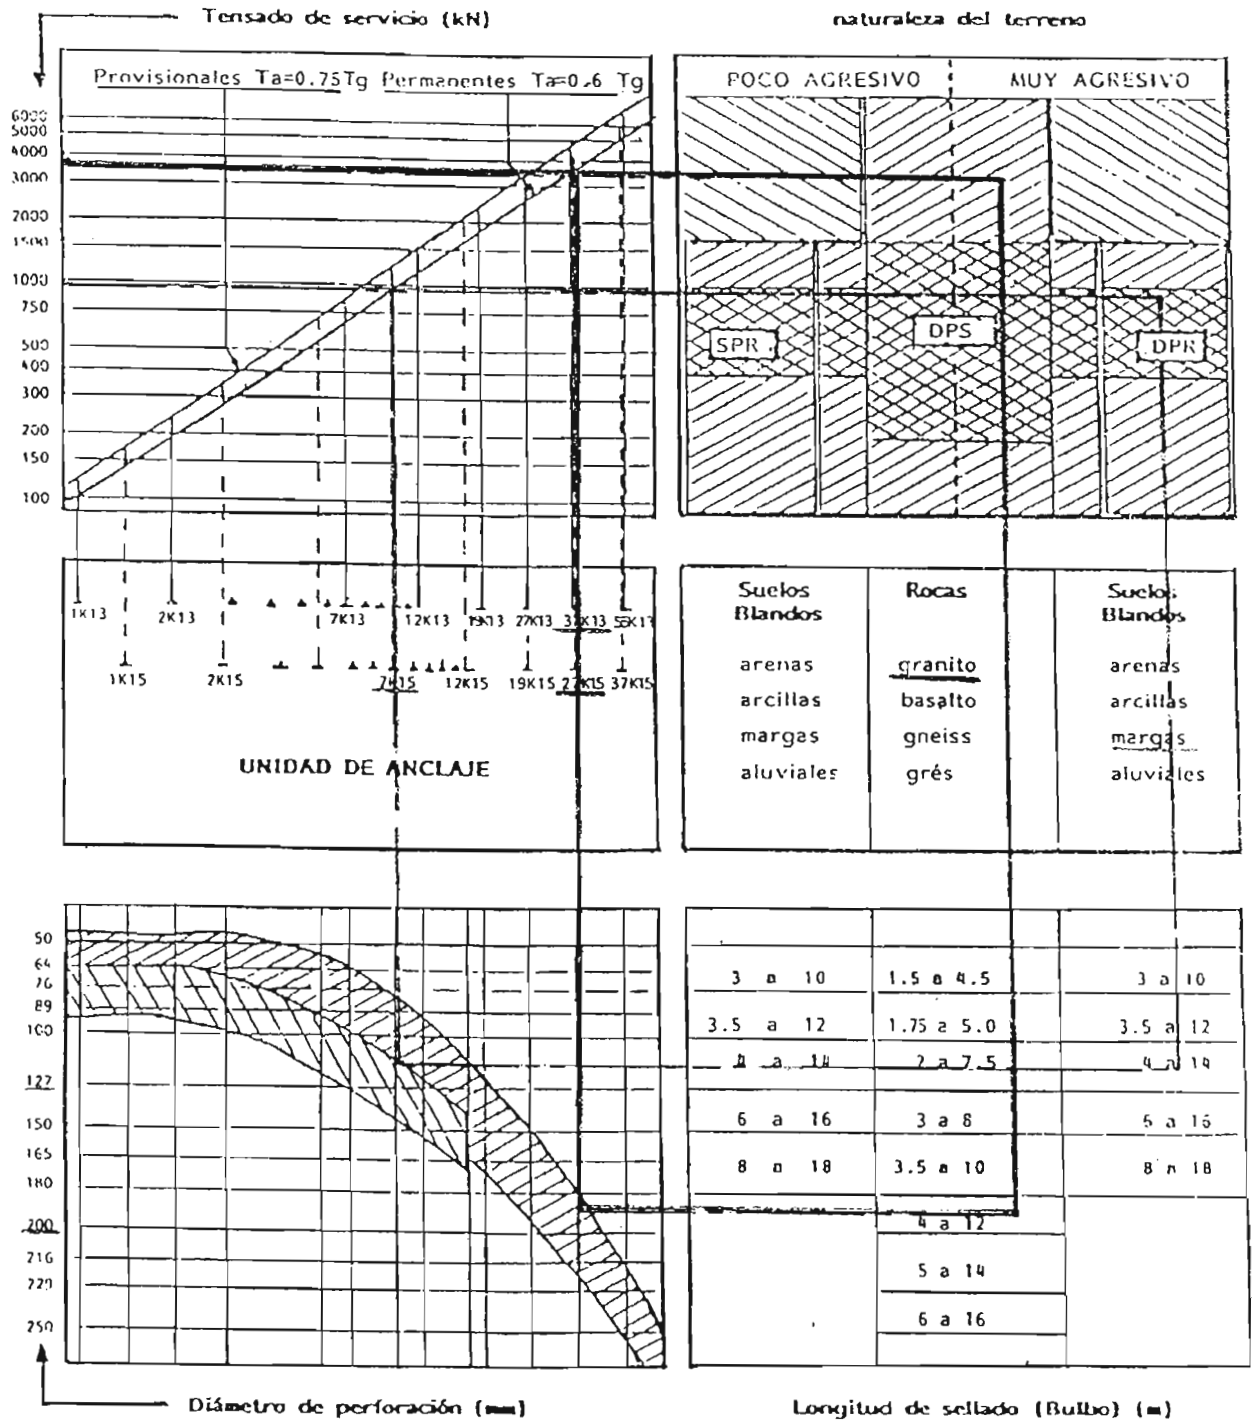 Tensado de servicio (kN)
naturaleza del terreno
Provisionales Ta=0.75Tg Permanentes Ta=0.6 Tg
POCO AGRESIVO MUY AGRESIVO
6000
5000
4000
3000
2000
1500
1000
750
500
400
300
200
150
100
SPR
DPS
DPR
1K13 2K13 7K13 12K13 19K13 27K13 37K13 55K13
1K15 2K15 7K15 12K15 19K15 27K15 37K15
UNIDAD DE ANCLAJE
Suelos Blandos
arenas
arcillas
margas
aluviales
Rocas
granito
basalto
gneiss
grés
Suelos Blandos
arenas
arcillas
margas
aluviales
50
64
76
89
100
122
150
165
180
200
216
229
250
3 a 10 1.5 a 4.5 3 a 10
3.5 a 12 1.75 a 5.0 3.5 a 12
4 a 14 2 a 7.5 4 a 14
6 a 16 3 a 8 6 a 16
8 a 18 3.5 a 10 8 a 18
4 a 12
5 a 14
6 a 16
Diámetro de perforación (mm)
Longitud de sellado (Bulbo) (m)